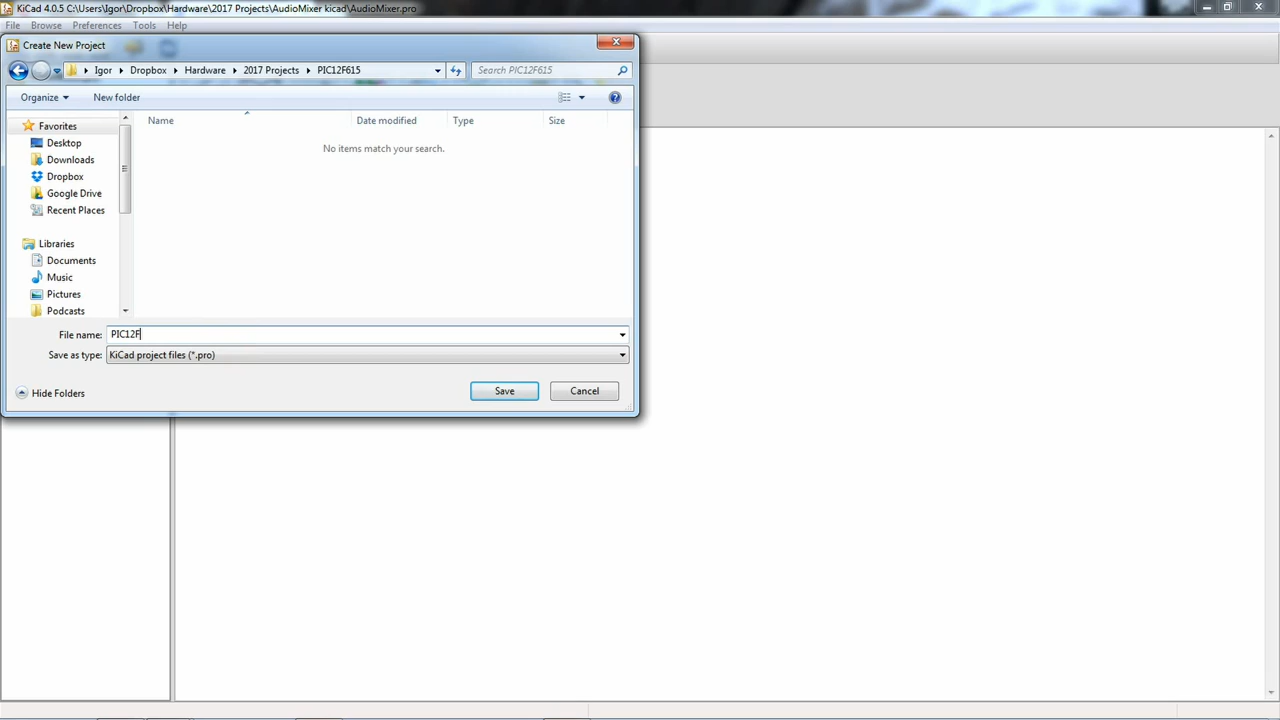 KiCad 4.0.5 C:\Users\Igor\Dropbox\Hardware\2017 Projects\AudioMixer kicad\AudioMixer.pro
File Browse Preferences Tools Help
Create New Project
Igor Dropbox Hardware 2017 Projects PIC12F615 Search PIC12F615
Organize New folder
Name Date modified Type Size
No items match your search.
Favorites
Desktop
Downloads
Dropbox
Google Drive
Recent Places
Libraries
Documents
Music
Pictures
Podcasts
File name: PIC12F
Save as type: KiCad project files (*.pro)
Hide Folders Save Cancel